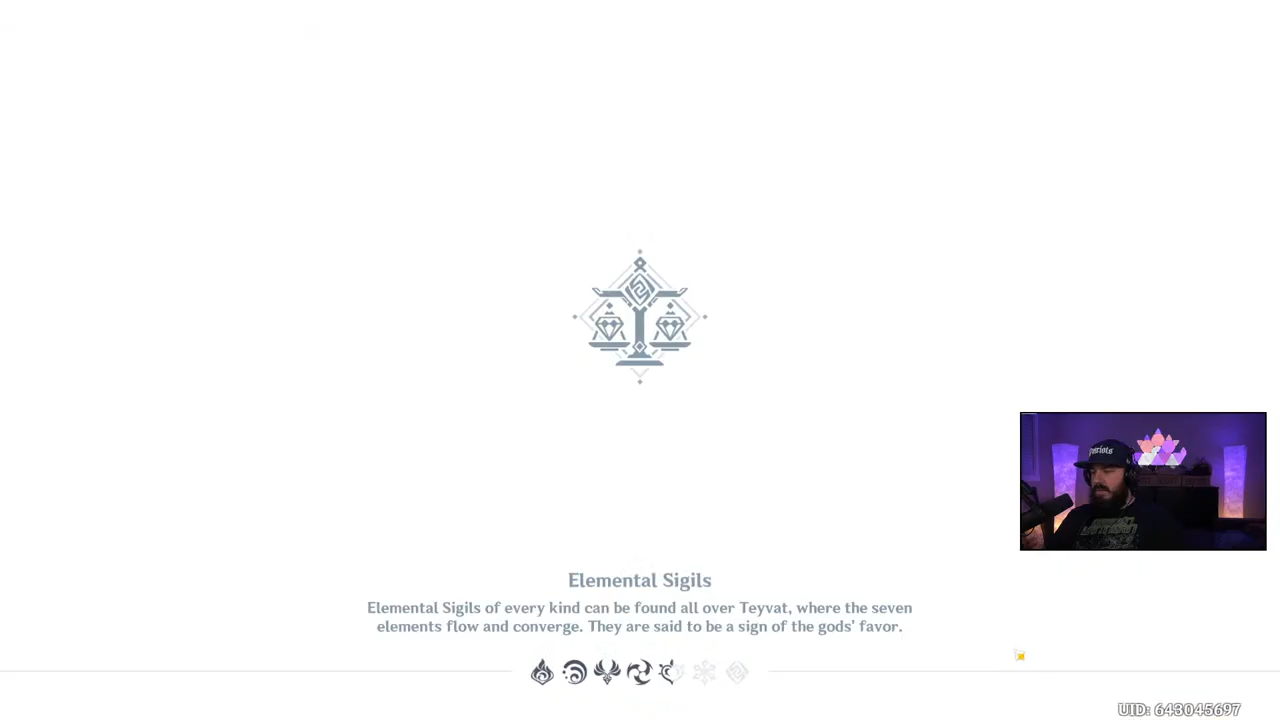 Patriots
Elemental Sigils
Elemental Sigils of every kind can be found all over Teyvat, where the seven
elements flow and converge. They are said to be a sign of the gods' favor.
UID: 643045697